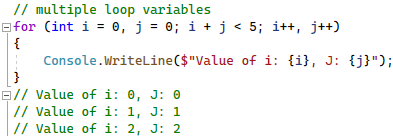 // multiple loop variables
for (int i = 0, j = 0; i + j < 5; i++, j++)
{
    Console.WriteLine($"Value of i: {i}, J: {j}");
}
// Value of i: 0, J: 0
// Value of i: 1, J: 1
// Value of i: 2, J: 2